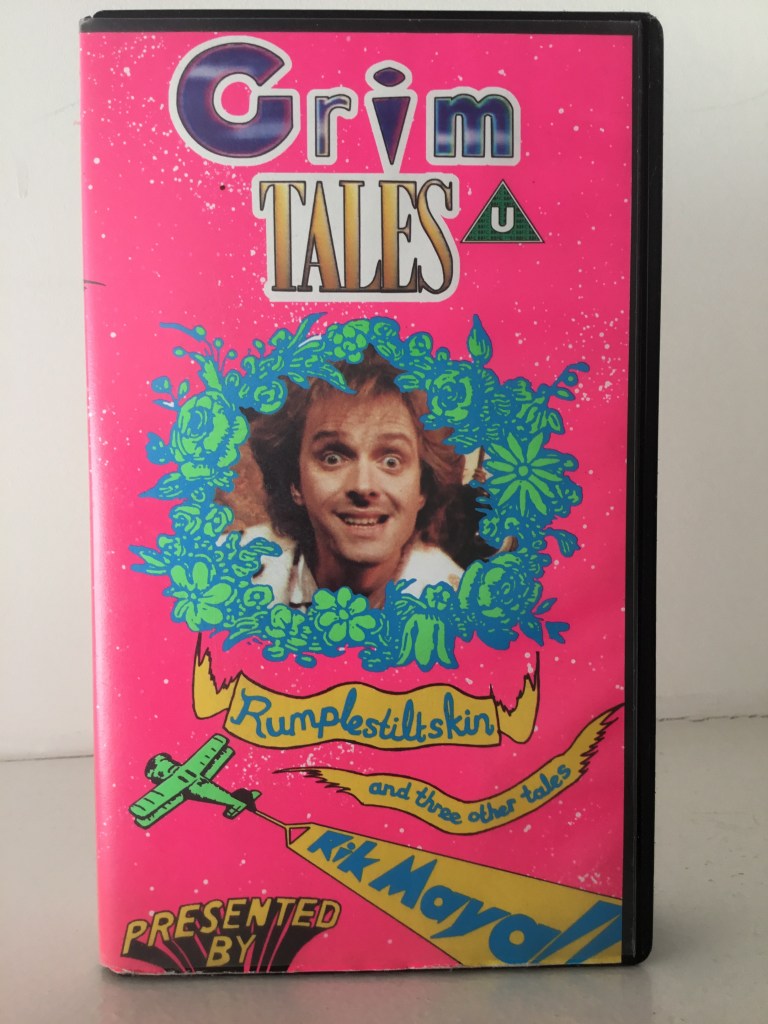 Grim
TALES
U
Rumplestiltskin
and three other tales
Rik Mayall
PRESENTED
BY